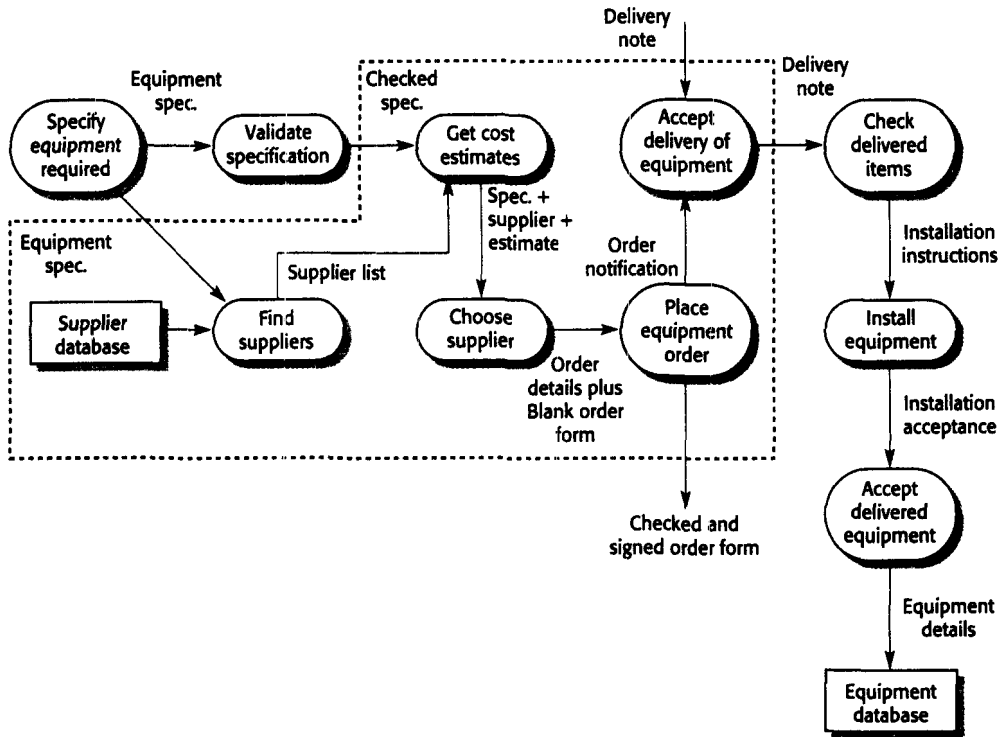 Delivery
note
Equipment
spec.
Checked
spec.
Delivery
note
Specify
equipment
required
Validate
specification
Get cost
estimates
Accept
delivery of
equipment
Check
delivered
items
Spec. +
supplier +
estimate
Equipment
spec.
Supplier list
Order
notification
Installation
instructions
Supplier
database
Find
suppliers
Choose
supplier
Place
equipment
order
Install
equipment
Order
details plus
Blank order
form
Installation
acceptance
Accept
delivered
equipment
Checked and
signed order form
Equipment
details
Equipment
database